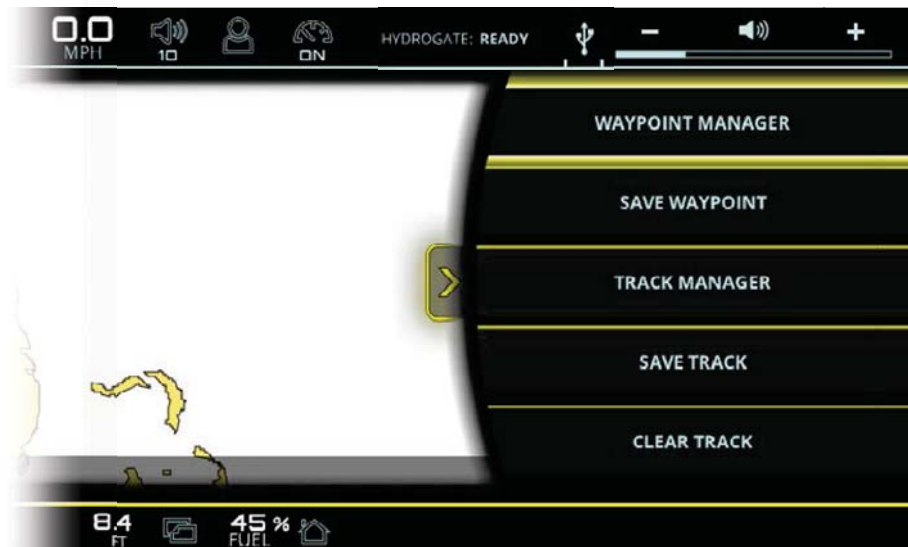 0.0
MPH
10
ON
HYDROGATE: READY
WAYPOINT MANAGER
SAVE WAYPOINT
TRACK MANAGER
SAVE TRACK
CLEAR TRACK
8.4
FT
45 %
FUEL